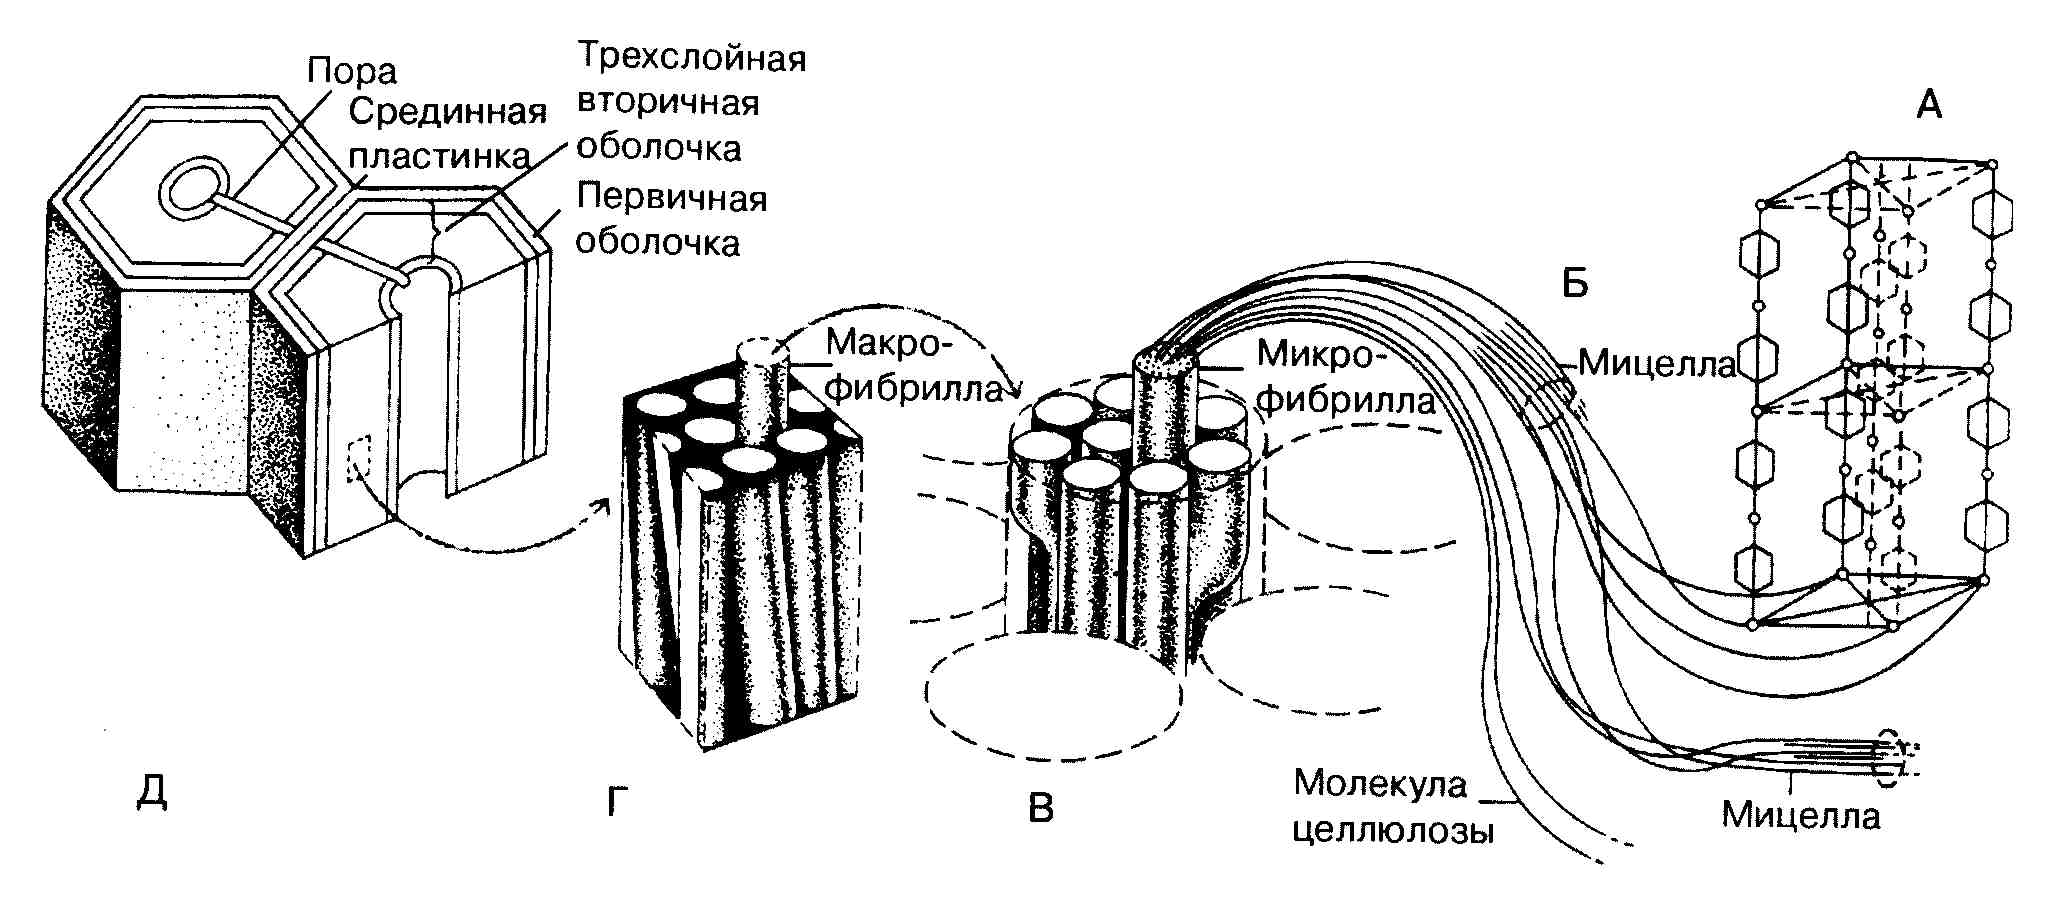 Пора
Срединная
пластинка
Трехслойная
вторичная
оболочка
Первичная
оболочка
А
Б
Макро-
фибрилла
Микро-
фибрилла
Мицелла
Молекула
целлюлозы
Мицелла
Д
Г
В